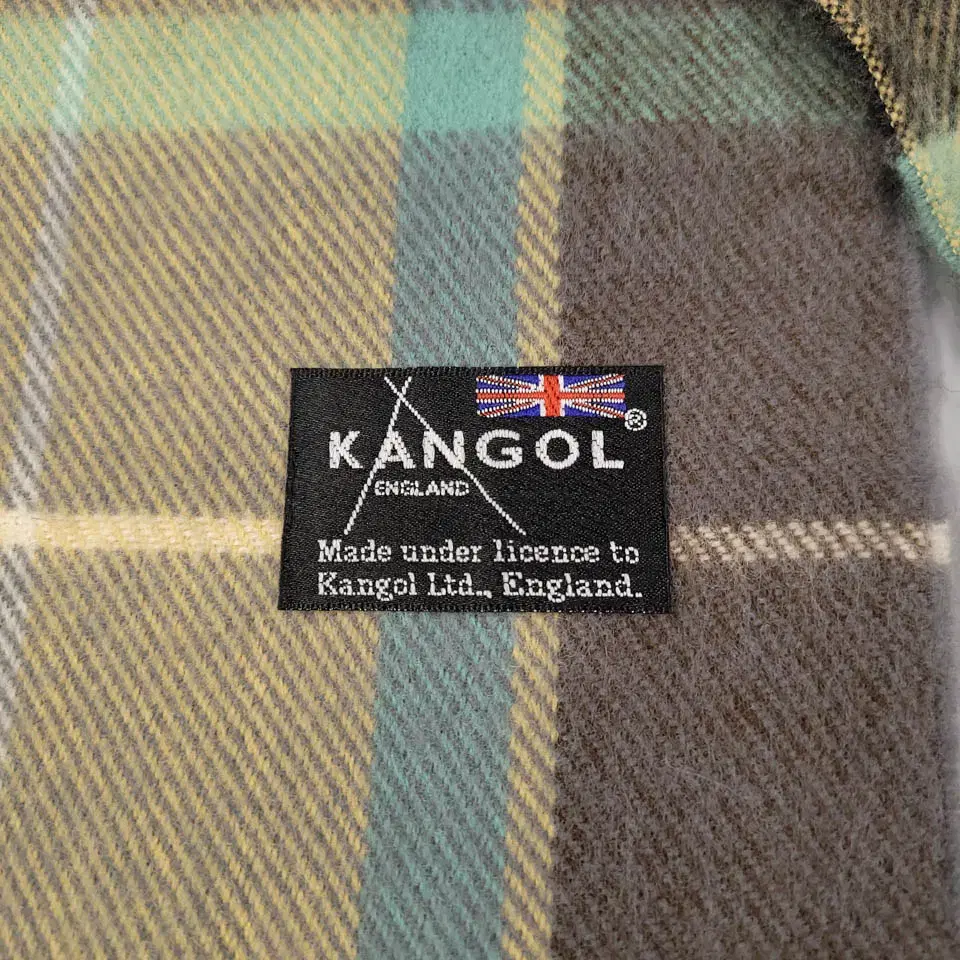 KANGOL®
ENGLAND
Made under licence to
Kangol Ltd., England.